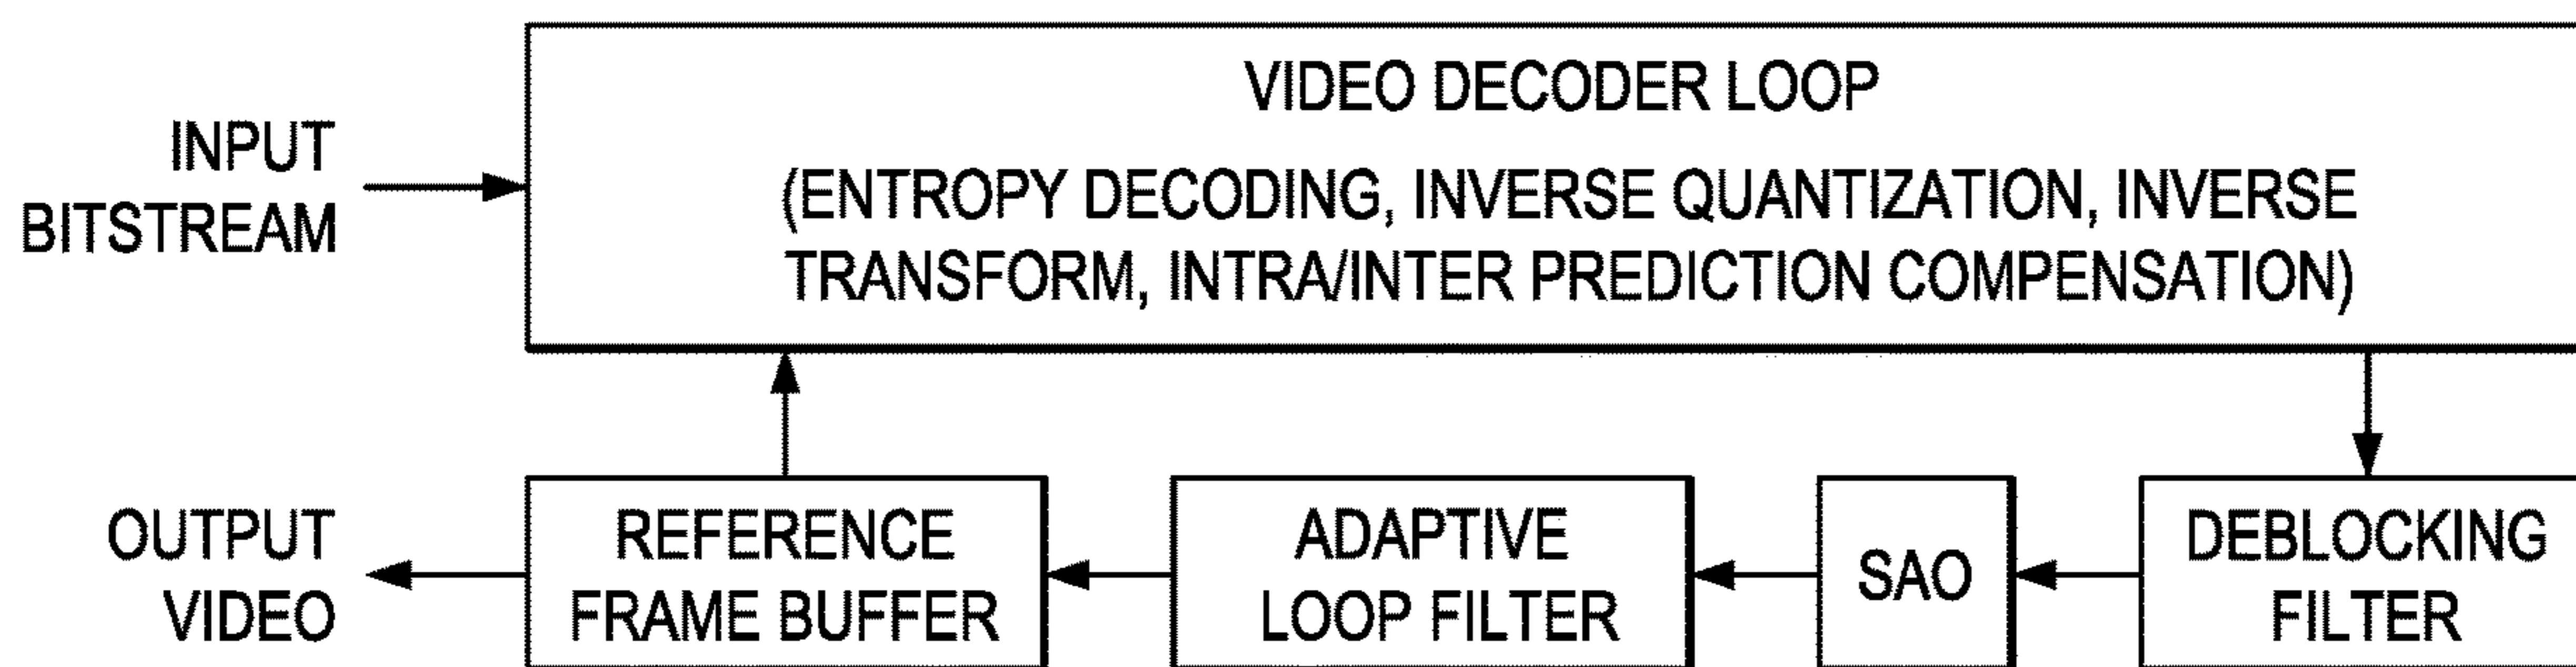 VIDEO DECODER LOOP
INPUT
BITSTREAM
(ENTROPY DECODING, INVERSE QUANTIZATION, INVERSE
TRANSFORM, INTRA/INTER PREDICTION COMPENSATION)
OUTPUT
VIDEO
REFERENCE
FRAME BUFFER
ADAPTIVE
LOOP FILTER
SAO
DEBLOCKING
FILTER